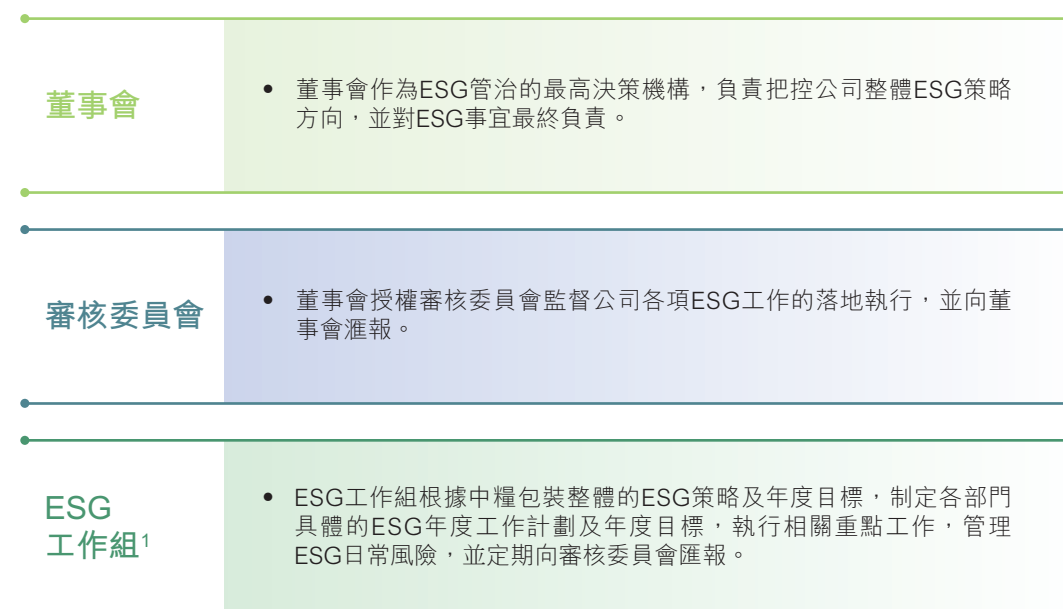 董事會
• 董事會作為ESG管治的最高決策機構，負責把控公司整體ESG策略
方向，並對ESG事宜最終負責。
審核委員會
• 董事會授權審核委員會監督公司各項ESG工作的落地執行，並向董
事會滙報。
ESG
工作組1
• ESG工作組根據中糧包裝整體的ESG策略及年度目標，制定各部門
具體的ESG年度工作計劃及年度目標，執行相關重點工作，管理
ESG日常風險，並定期向審核委員會匯報。